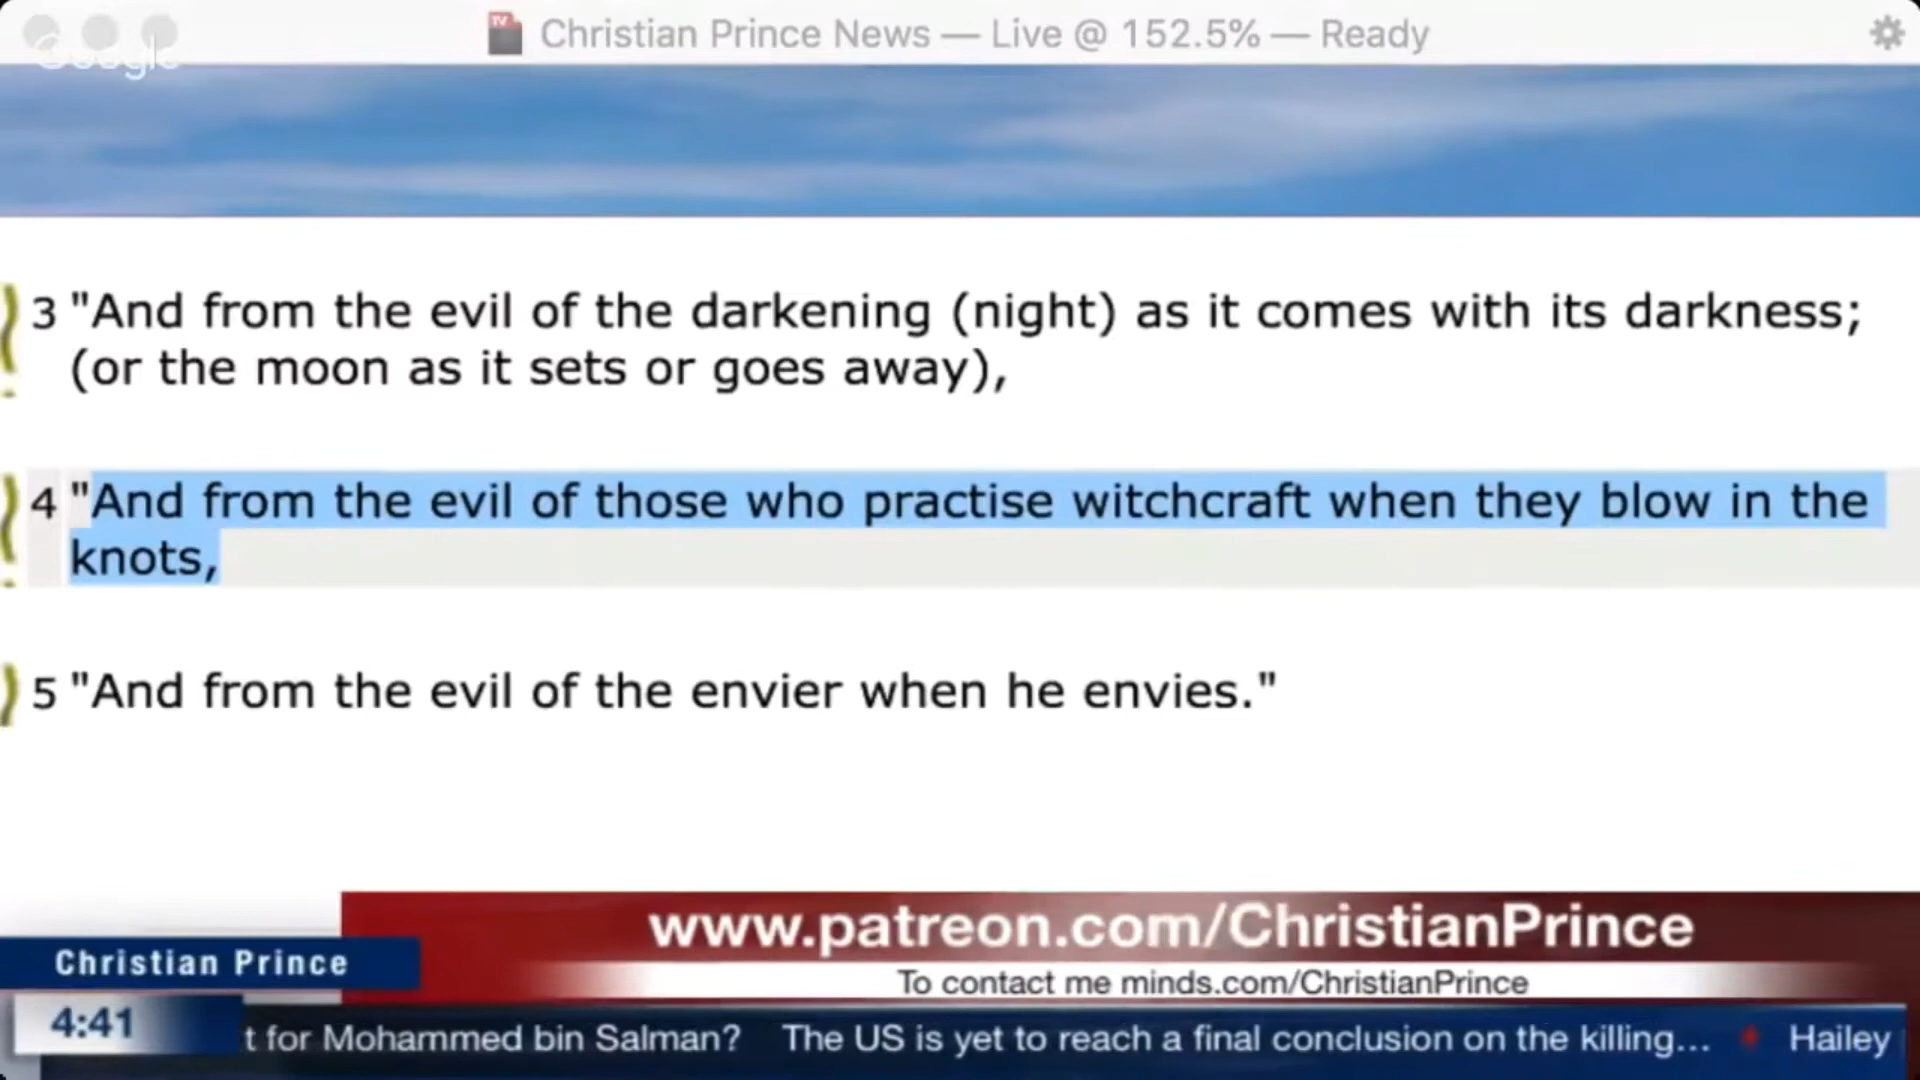 Christian Prince News — Live @ 152.5% — Ready
Google
3 "And from the evil of the darkening (night) as it comes with its darkness;
(or the moon as it sets or goes away),
4 "And from the evil of those who practise witchcraft when they blow in the
knots,
5 "And from the evil of the envier when he envies."
www.patreon.com/ChristianPrince
Christian Prince
To contact me minds.com/ChristianPrince
4:41
t for Mohammed bin Salman? The US is yet to reach a final conclusion on the killing... Hailey